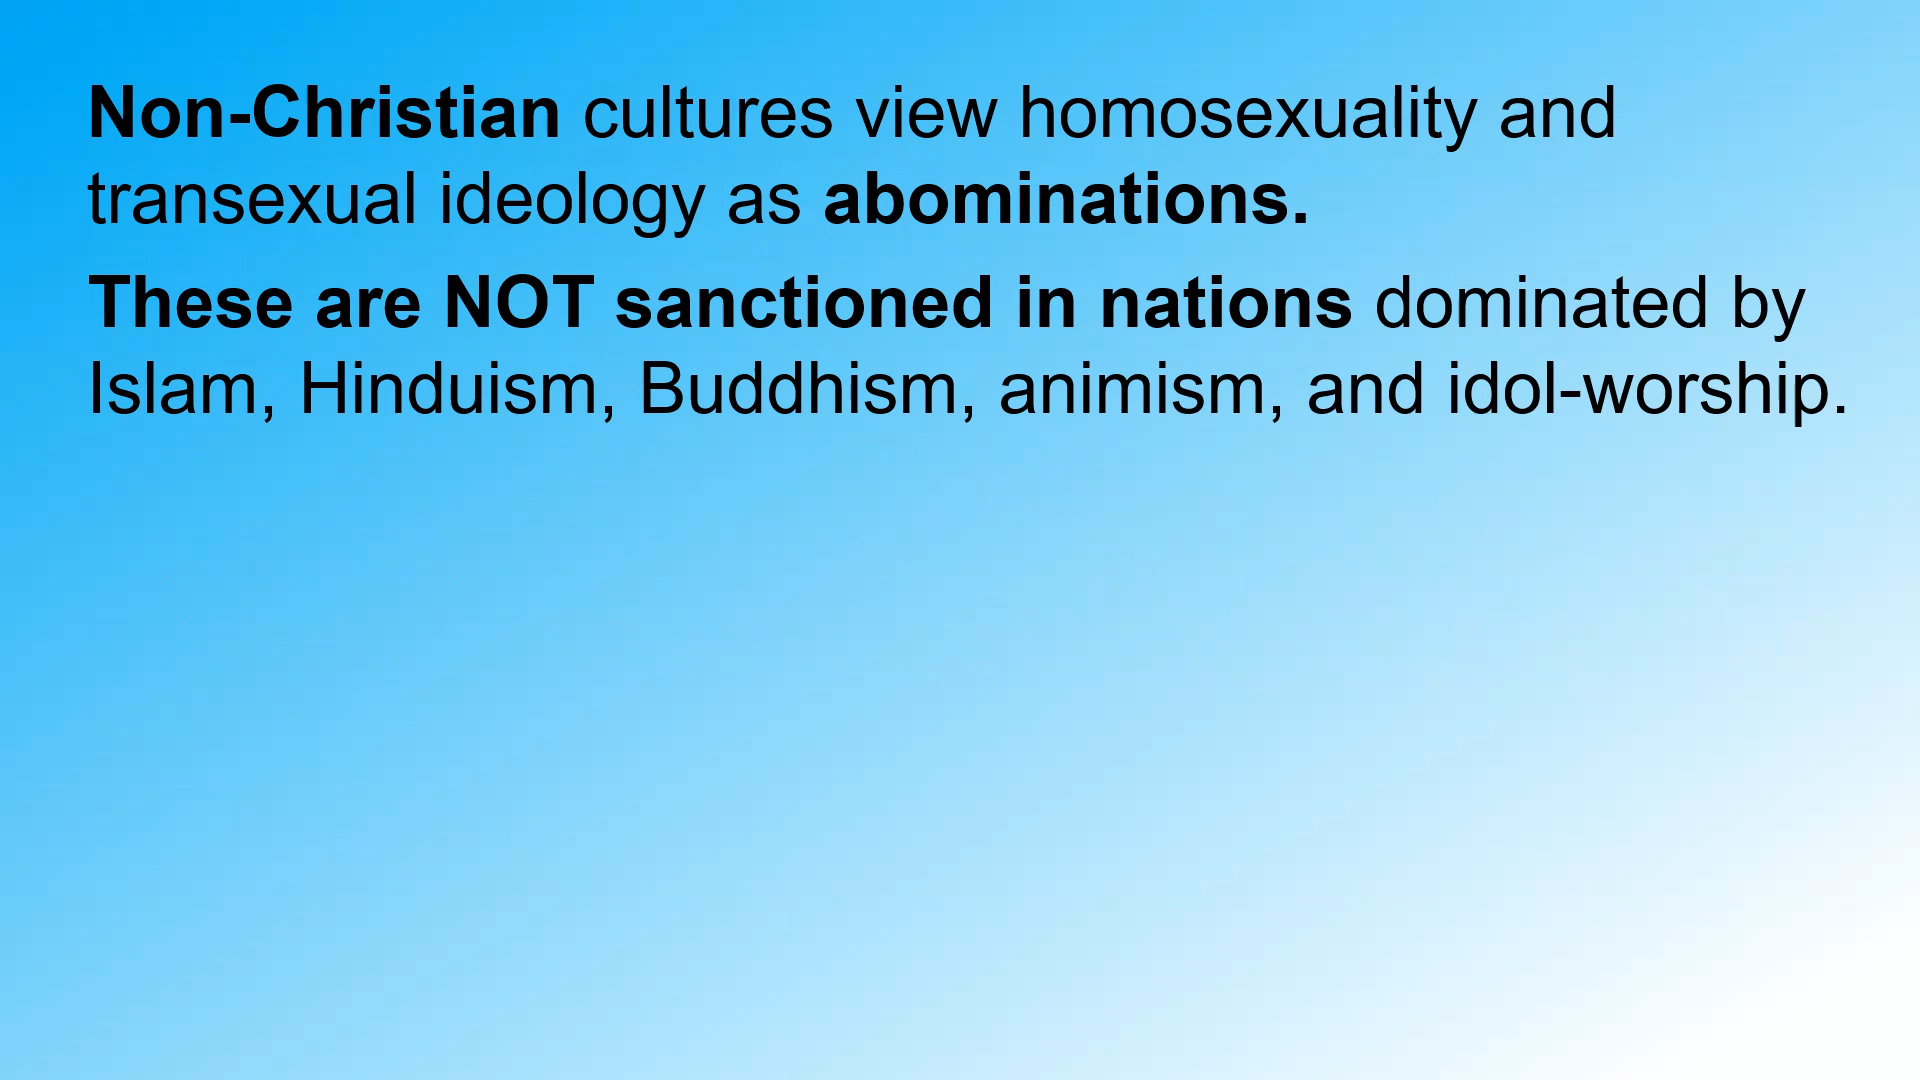 Non-Christian cultures view homosexuality and
transexual ideology as abominations.
These are NOT sanctioned in nations dominated by
Islam, Hinduism, Buddhism, animism, and idol-worship.